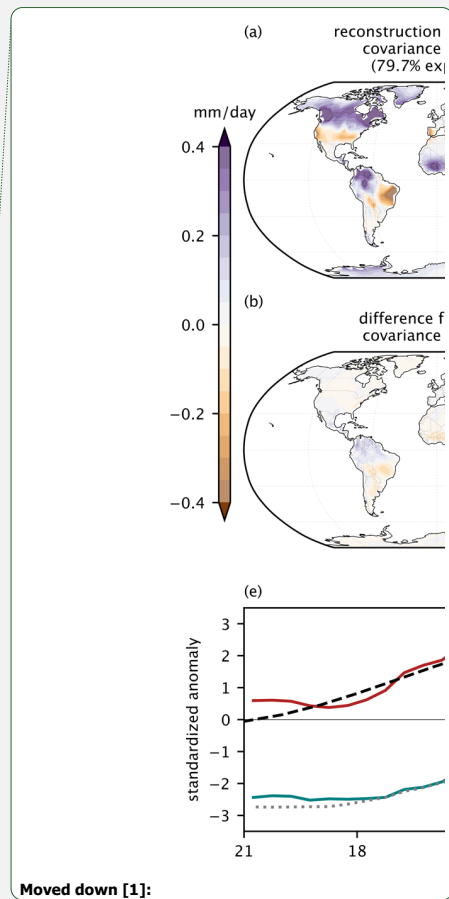 (a)
reconstruction
covariance
(79.7% exp
mm/day
0.4
0.2
0.0
−0.2
−0.4
(b)
difference f
covariance
(e)
standardized anomaly
3
2
1
0
−1
−2
−3
21
18
Moved down [1]: